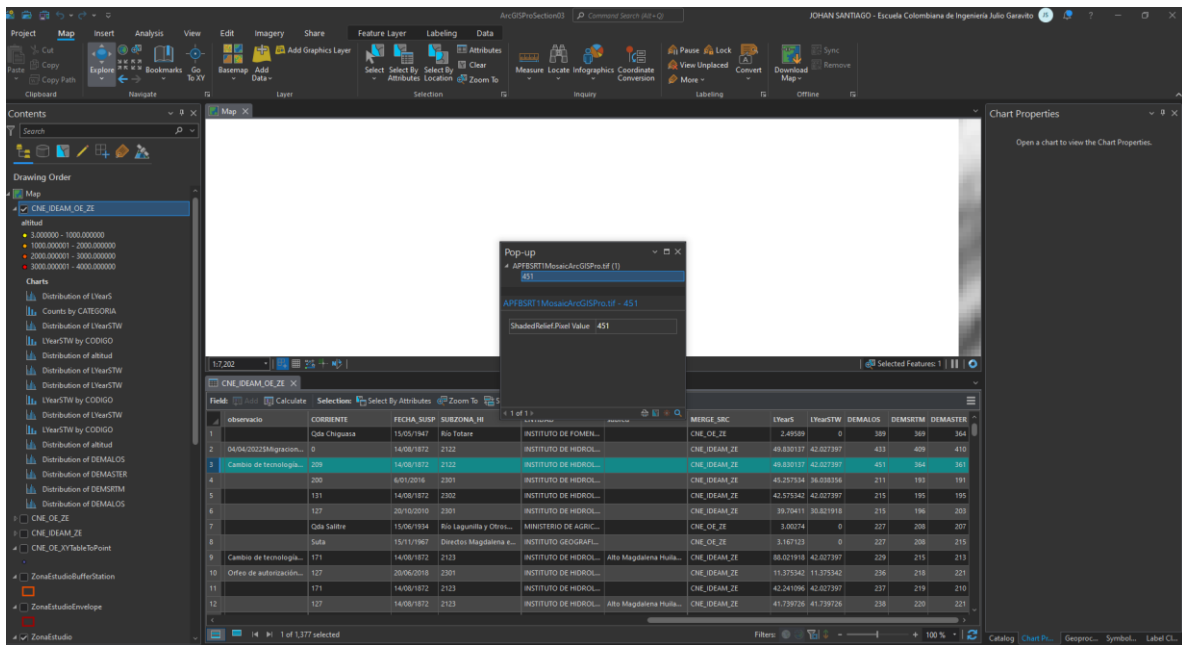 ArcGISProSection03 Command Search (Alt+Q) JOHAN SANTIAGO - Escuela Colombiana de Ingeniería Julio Garavito JS ? — X
Project Map Insert Analysis View Edit Imagery Share Feature Layer Labeling Data
Cut
Copy
Paste
Copy Path
Explore
Bookmarks
Go To XY
Basemap
Add Data
Add Graphics Layer
Select
Select By Attributes
Select By Location
Attributes
Clear
Zoom To
Measure
Locate
Infographics
Coordinate Conversion
Pause Lock
View Unplaced
More
Convert
Download Map
Sync
Remove
Clipboard Navigate Layer Selection Inquiry Labeling Offline
Contents
Search
Drawing Order
Map
CNE_IDEAM_OE_ZE
altitud
3.000000 - 1000.000000
1000.000001 - 2000.000000
2000.000001 - 3000.000000
3000.000001 - 4000.000000
Charts
Distribution of LYearS
Counts by CATEGORIA
Distribution of LYearSTW
LYearSTW by CODIGO
Distribution of altitud
Distribution of LYearSTW
Distribution of LYearSTW
LYearSTW by CODIGO
Distribution of LYearSTW
LYearSTW by CODIGO
Distribution of altitud
Distribution of DEMALOS
Distribution of DEMASTER
Distribution of DEMSRTM
Distribution of DEMALOS
CNE_OE_ZE
CNE_IDEAM_ZE
CNE_OE_XYTableToPoint
ZonaEstudioBufferStation
ZonaEstudioEnvelope
ZonaEstudio
Map
Pop-up
APFBSRT1MosaicArcGISPro.tif (1)
451
APFBSRT1MosaicArcGISPro.tif - 451
ShadedRelief.Pixel Value 451
1 of 1
1:7,202
Selected Features: 1
CNE_IDEAM_OE_ZE
Field: Add Calculate Selection: Select By Attributes Zoom To
observacio CORRIENTE FECHA_SUSP SUBZONA_HI MERGE_SRC LYearS LYearSTW DEMALOS DEMSRTM DEMASTER
1 Qda Chiguasa 15/05/1947 Río Totare INSTITUTO DE FOMEN... CNE_OE_ZE 2.49589 0 389 369 364
2 04/04/2022$Migracion... 0 14/08/1872 2122 INSTITUTO DE HIDROL... CNE_IDEAM_ZE 49.830137 42.027397 433 409 410
3 Cambio de tecnología... 209 14/08/1872 2122 INSTITUTO DE HIDROL... CNE_IDEAM_ZE 49.830137 42.027397 451 364 361
4 200 6/01/2016 2301 INSTITUTO DE HIDROL... CNE_IDEAM_ZE 45.257534 36.038356 211 193 191
5 131 14/08/1872 2302 INSTITUTO DE HIDROL... CNE_IDEAM_ZE 42.575342 42.027397 215 195 195
6 127 20/10/2010 2301 INSTITUTO DE HIDROL... CNE_IDEAM_ZE 39.70411 30.821918 215 196 203
7 Qda Salitre 15/06/1934 Río Lagunilla y Otros... MINISTERIO DE AGRIC... CNE_OE_ZE 3.00274 0 227 208 207
8 Suta 15/11/1967 Directos Magdalena e... INSTITUTO GEOGRAFI... CNE_OE_ZE 3.167123 0 227 208 215
9 Cambio de tecnología... 171 14/08/1872 2123 INSTITUTO DE HIDROL... Alto Magdalena Huila... CNE_IDEAM_ZE 88.021918 42.027397 229 215 213
10 Orfeo de autorización... 127 20/06/2018 2301 INSTITUTO DE HIDROL... CNE_IDEAM_ZE 11.375342 11.375342 236 218 221
11 171 14/08/1872 2123 INSTITUTO DE HIDROL... CNE_IDEAM_ZE 42.241096 42.027397 237 219 210
12 127 14/08/1872 2123 INSTITUTO DE HIDROL... Alto Magdalena Huila... CNE_IDEAM_ZE 41.739726 41.739726 238 220 221
1 of 1,377 selected Filters: 100 %
Chart Properties
Open a chart to view the Chart Properties.
Catalog Chart Pr... Geoproc... Symbol... Label Cl...